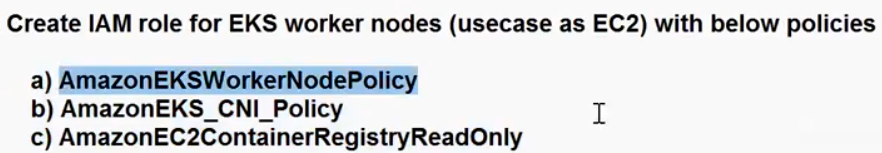 Create IAM role for EKS worker nodes (usecase as EC2) with below policies
a) AmazonEKSWorkerNodePolicy
b) AmazonEKS_CNI_Policy
c) AmazonEC2ContainerRegistryReadOnly